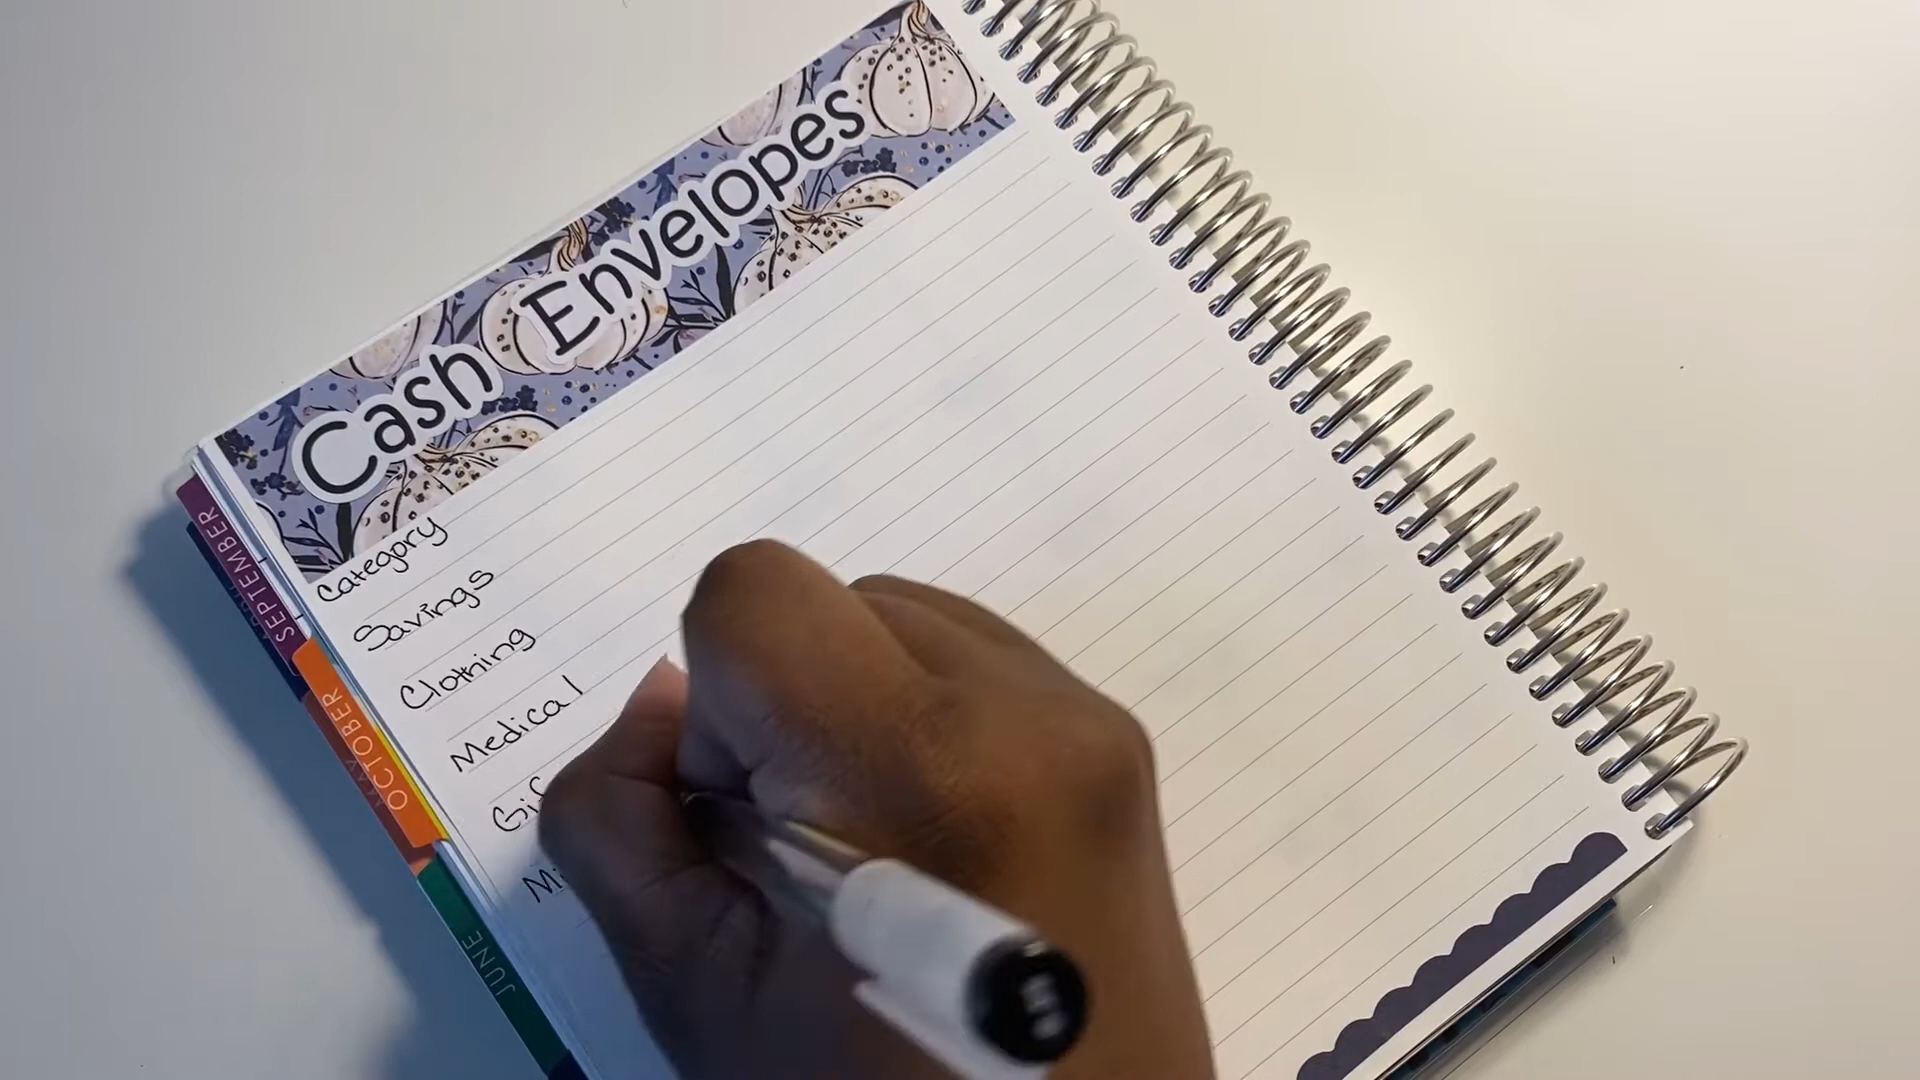 Cash Envelopes
Category
Savings
Clothing
Medical
SEPTEMBER
OCTOBER
JUNE